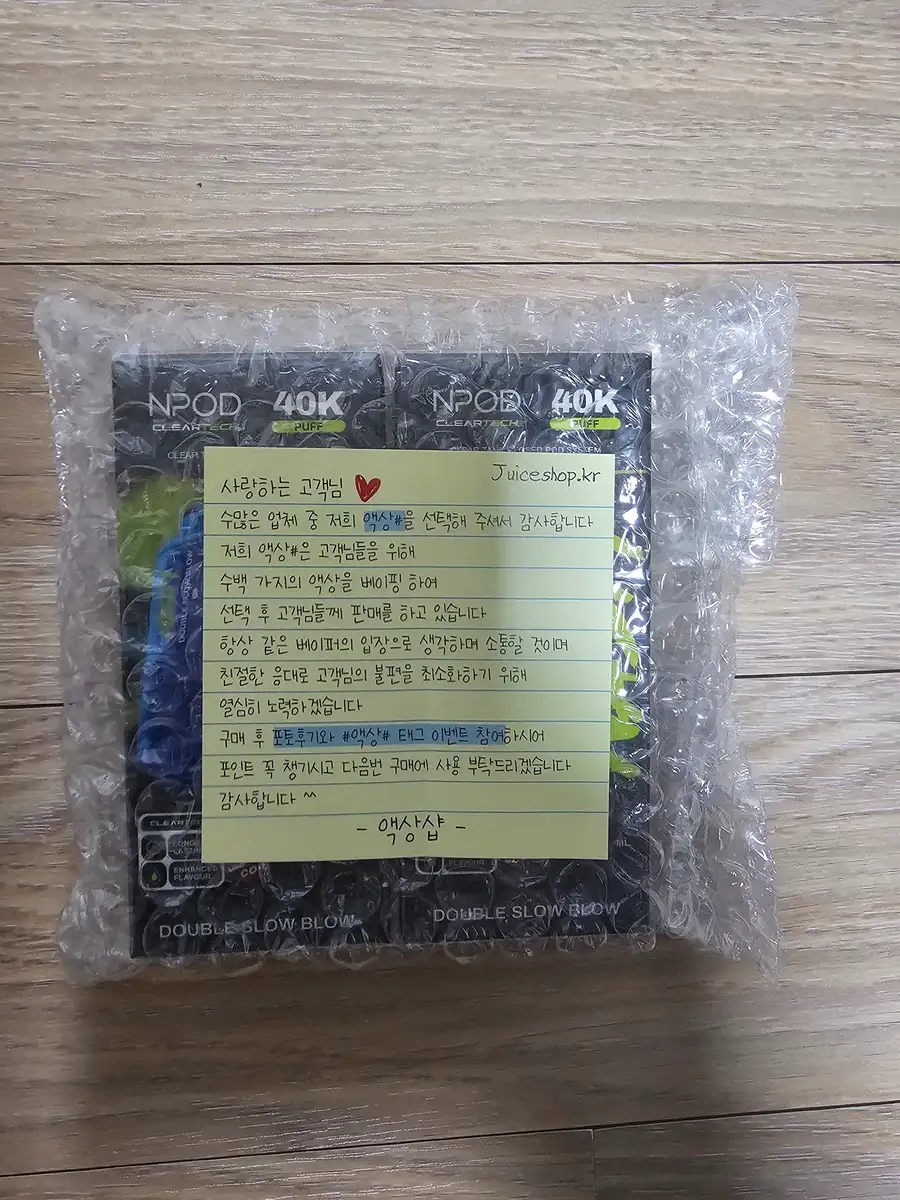 NPOD 40K
CLEARTECH PUFF
CLEAR
NPOD 40K
CLEARTECH PUFF
POD SYSTEM
Juiceshop.kr
사랑하는 고객님
수많은 업체 중 저희 액상#을 선택해 주셔서 감사합니다
저희 액상#은 고객님들을 위해
수백 가지의 액상을 베이핑 하여
선택 후 고객님들께 판매를 하고 있습니다
항상 같은 베이퍼의 입장으로 생각하며 소통할 것이며
친절한 응대로 고객님의 불편을 최소화하기 위해
열심히 노력하겠습니다
구매 후 포토후기와 #액상# 태그 이벤트 참여하시어
포인트 꼭 챙기시고 다음번 구매에 사용 부탁드리겠습니다
감사합니다 ^^
- 액상샵 -
ENHANCED
FLAVOUR
FLAVOUR
DOUBLE SLOW BLOW
DOUBLE SLOW BLOW